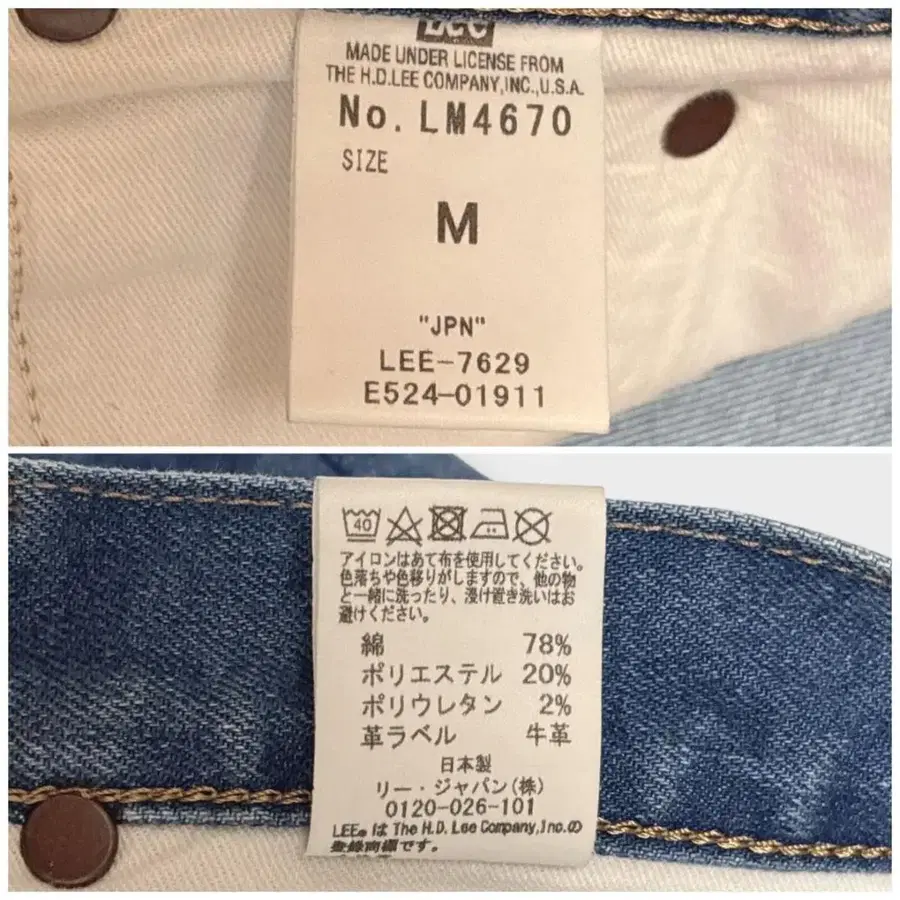 Lee
MADE UNDER LICENSE FROM
THE H.D.LEE COMPANY,INC.,U.S.A.
No. LM4670
SIZE
M
"JPN"
LEE-7629
E524-01911
40
アイロンはあて布を使用してください。
色落ちや色移りがしますので、他の物
と一緒に洗ったり、浸け置き洗いはお
避けください。
綿 78%
ポリエステル 20%
ポリウレタン 2%
革ラベル 牛革
日本製
リー・ジャパン(株)
0120-026-101
LEE® は The H.D. Lee Company,Inc.の
登録商標です。